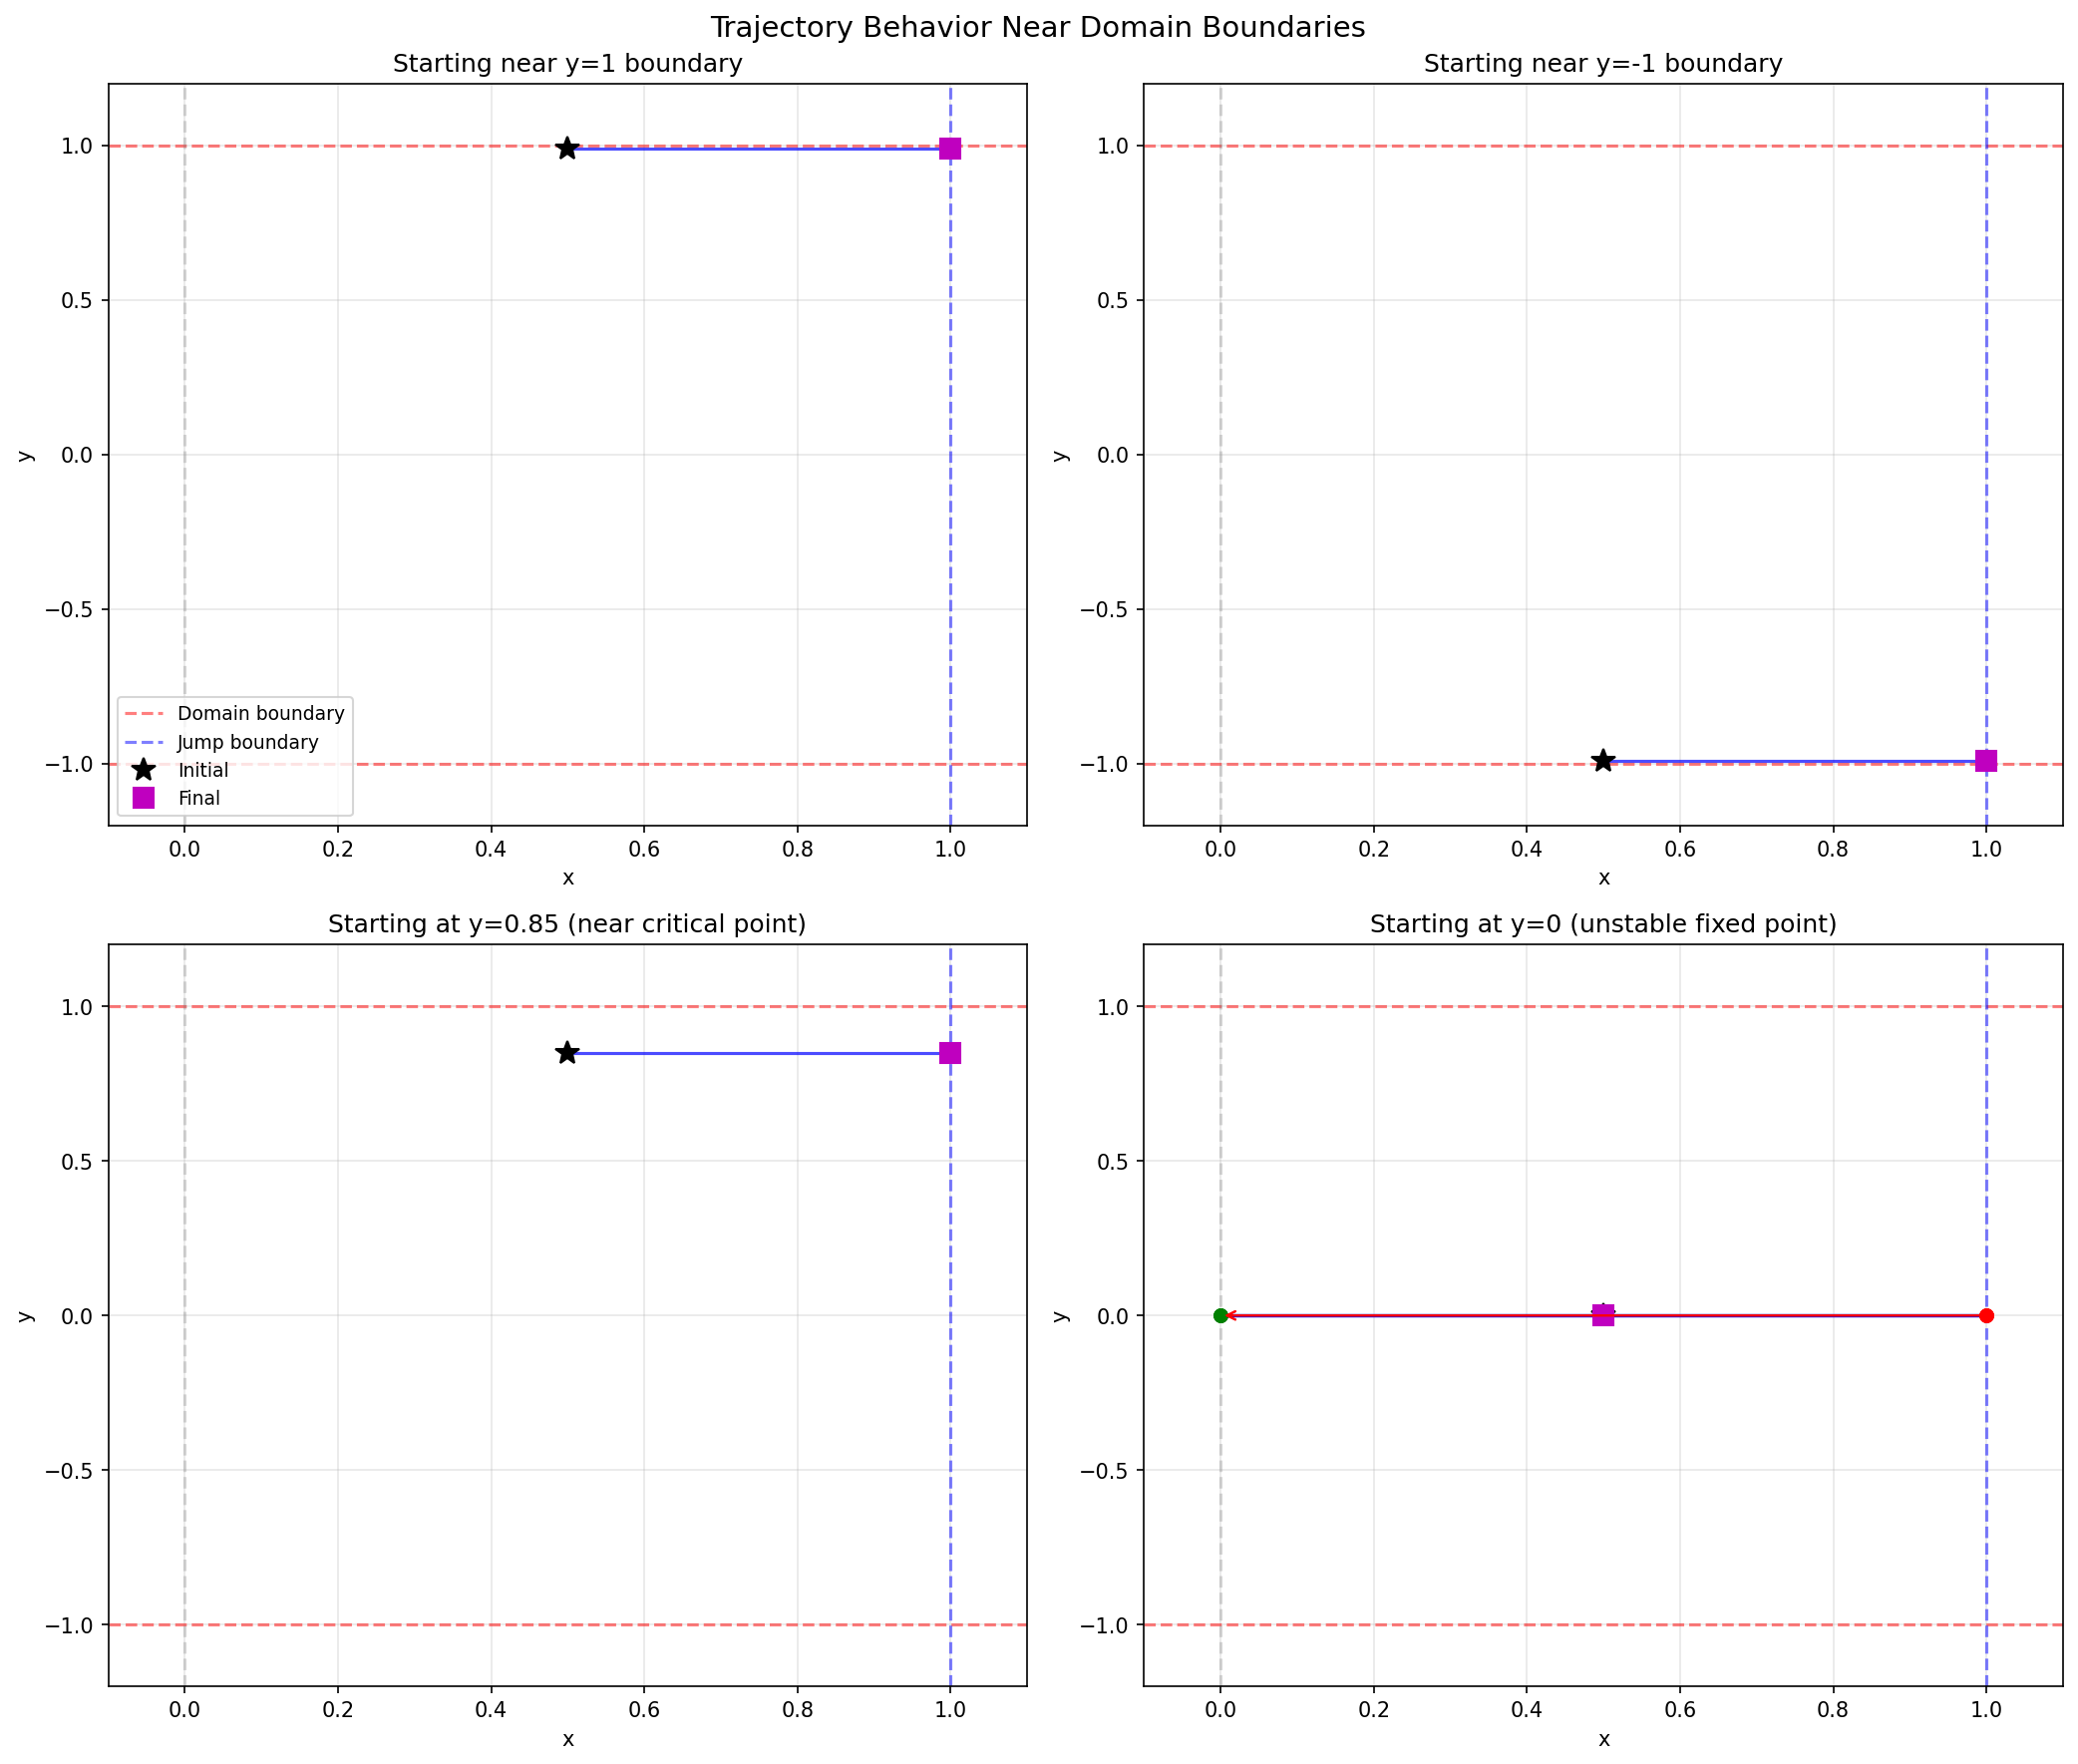 Trajectory Behavior Near Domain Boundaries
Starting near y=1 boundary
1.0
0.5
0.0
−0.5
−1.0
y
Domain boundary
Jump boundary
Initial
Final
0.0 0.2 0.4 0.6 0.8 1.0
x
Starting near y=-1 boundary
1.0
0.5
0.0
−0.5
−1.0
y
0.0 0.2 0.4 0.6 0.8 1.0
x
Starting at y=0.85 (near critical point)
1.0
0.5
0.0
−0.5
−1.0
y
0.0 0.2 0.4 0.6 0.8 1.0
x
Starting at y=0 (unstable fixed point)
1.0
0.5
0.0
−0.5
−1.0
y
0.0 0.2 0.4 0.6 0.8 1.0
x